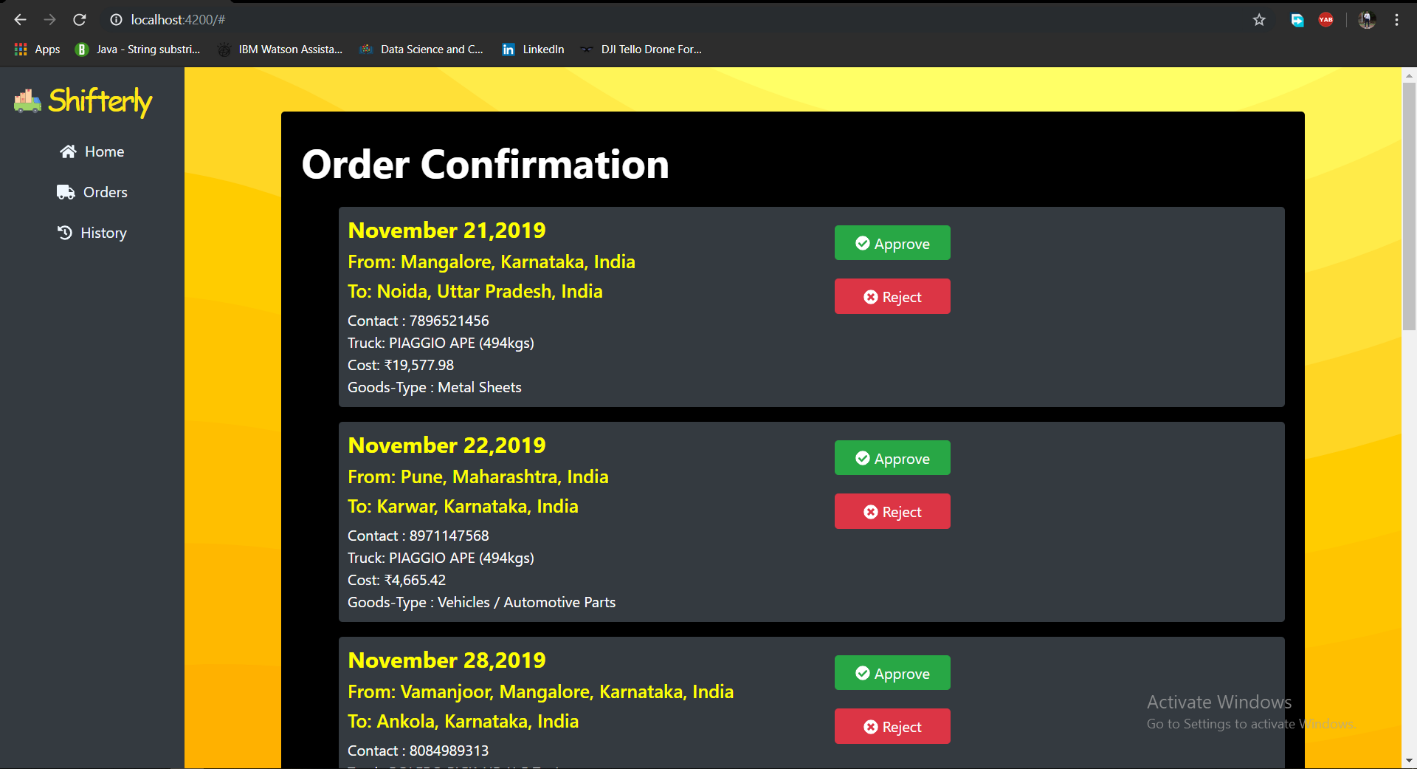 localhost:4200/#
YAB
Apps
B
Java - String substri...
IBM Watson Assista...
Data Science and C...
in
LinkedIn
DJI Tello Drone For...
Shifterly
Home
Orders
History
Order Confirmation
November 21,2019
From: Mangalore, Karnataka, India
To: Noida, Uttar Pradesh, India
Contact : 7896521456
Truck: PIAGGIO APE (494kgs)
Cost: ₹19,577.98
Goods-Type : Metal Sheets
Approve
Reject
November 22,2019
From: Pune, Maharashtra, India
To: Karwar, Karnataka, India
Contact : 8971147568
Truck: PIAGGIO APE (494kgs)
Cost: ₹4,665.42
Goods-Type : Vehicles / Automotive Parts
Approve
Reject
November 28,2019
From: Vamanjoor, Mangalore, Karnataka, India
To: Ankola, Karnataka, India
Contact : 8084989313
Approve
Reject
Activate Windows
Go to Settings to activate Windows.